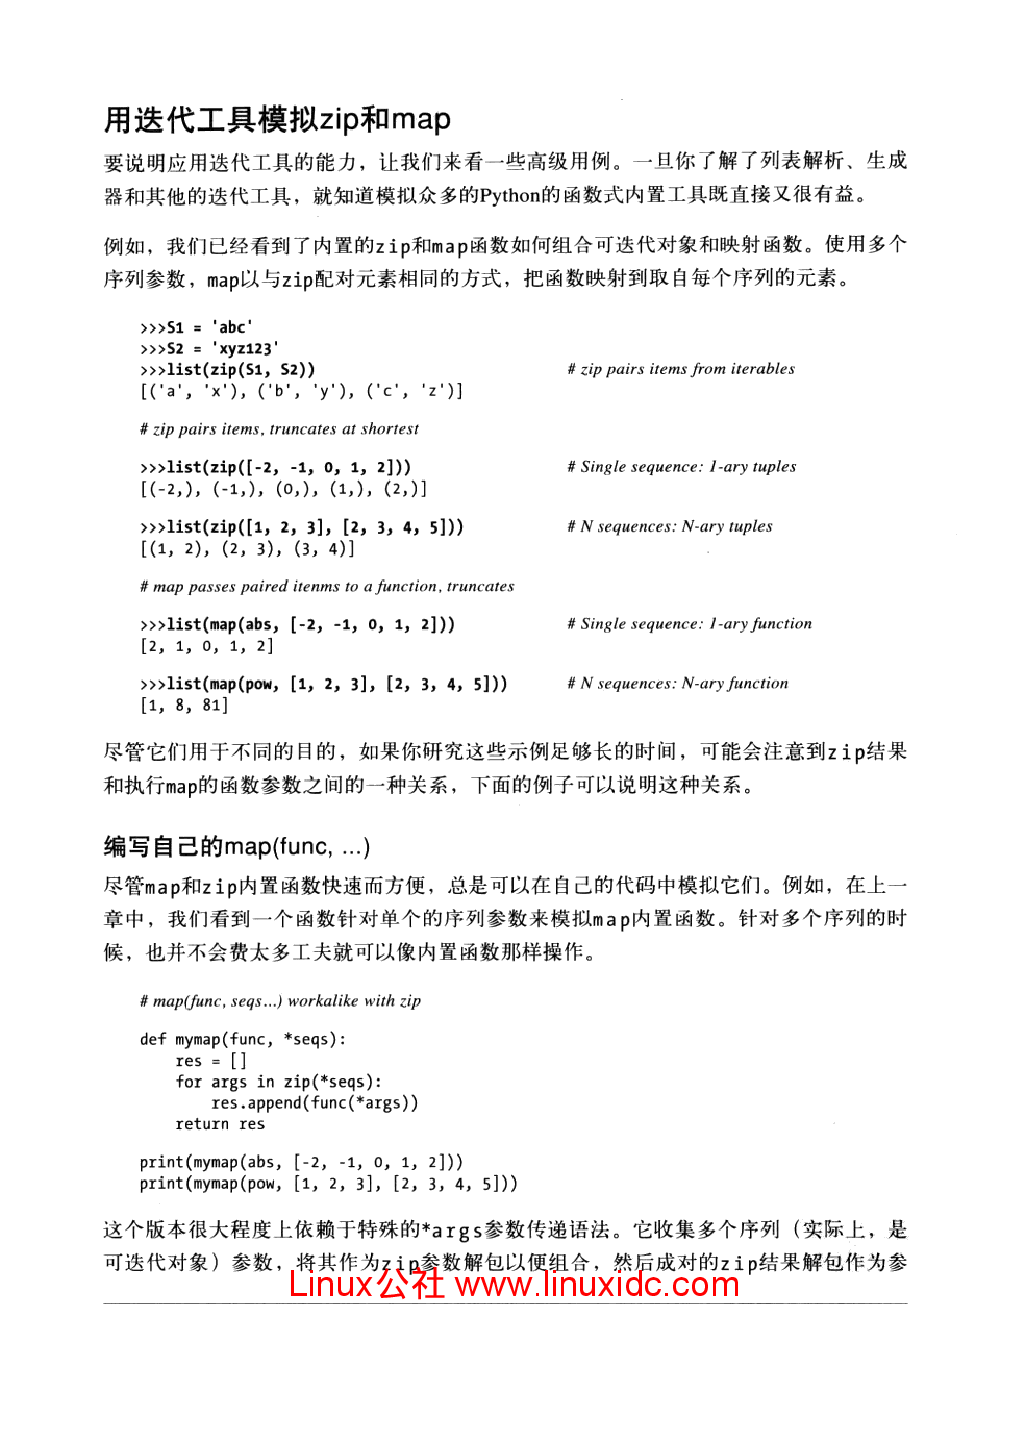 用迭代工具模拟zip和map
要说明应用迭代工具的能力，让我们来看一些高级用例。一旦你了解了列表解析、生成
器和其他的迭代工具，就知道模拟众多的Python的函数式内置工具既直接又很有益。
例如，我们已经看到了内置的zip和map函数如何组合可迭代对象和映射函数。使用多个
序列参数，map以与zip配对元素相同的方式，把函数映射到取自每个序列的元素。
>>>S1 = 'abc'
>>>S2 = 'xyz123'
>>>list(zip(S1, S2)) # zip pairs items from iterables
[('a', 'x'), ('b', 'y'), ('c', 'z')]
# zip pairs items, truncates at shortest
>>>list(zip([-2, -1, 0, 1, 2])) # Single sequence: 1-ary tuples
[(-2,), (-1,), (0,), (1,), (2,)]
>>>list(zip([1, 2, 3], [2, 3, 4, 5])) # N sequences: N-ary tuples
[(1, 2), (2, 3), (3, 4)]
# map passes paired itenms to a function, truncates
>>>list(map(abs, [-2, -1, 0, 1, 2])) # Single sequence: 1-ary function
[2, 1, 0, 1, 2]
>>>list(map(pow, [1, 2, 3], [2, 3, 4, 5])) # N sequences: N-ary function
[1, 8, 81]
尽管它们用于不同的目的，如果你研究这些示例足够长的时间，可能会注意到zip结果
和执行map的函数参数之间的一种关系，下面的例子可以说明这种关系。
编写自己的map(func, ...)
尽管map和zip内置函数快速而方便，总是可以在自己的代码中模拟它们。例如，在上一
章中，我们看到一个函数针对单个的序列参数来模拟map内置函数。针对多个序列的时
候，也并不会费太多工夫就可以像内置函数那样操作。
# map(func, seqs...) workalike with zip
def mymap(func, *seqs):
    res = []
    for args in zip(*seqs):
        res.append(func(*args))
    return res
print(mymap(abs, [-2, -1, 0, 1, 2]))
print(mymap(pow, [1, 2, 3], [2, 3, 4, 5]))
这个版本很大程度上依赖于特殊的*args参数传递语法。它收集多个序列（实际上，是
可迭代对象）参数，将其作为zip参数解包以便组合，然后成对的zip结果解包作为参
Linux公社 www.linuxidc.com